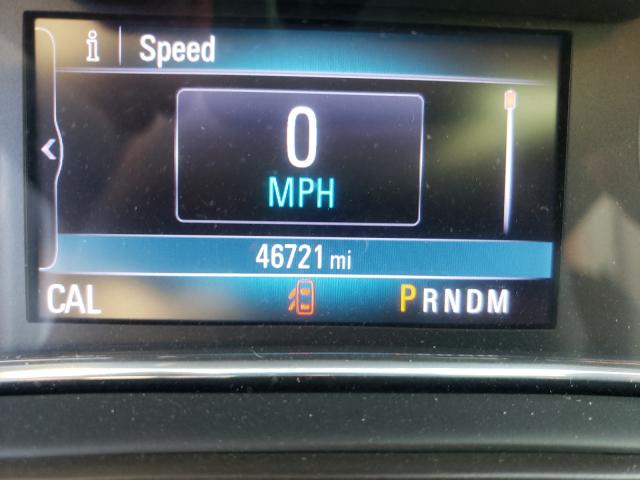 i Speed
0
MPH
46721 mi
CAL PRNDM